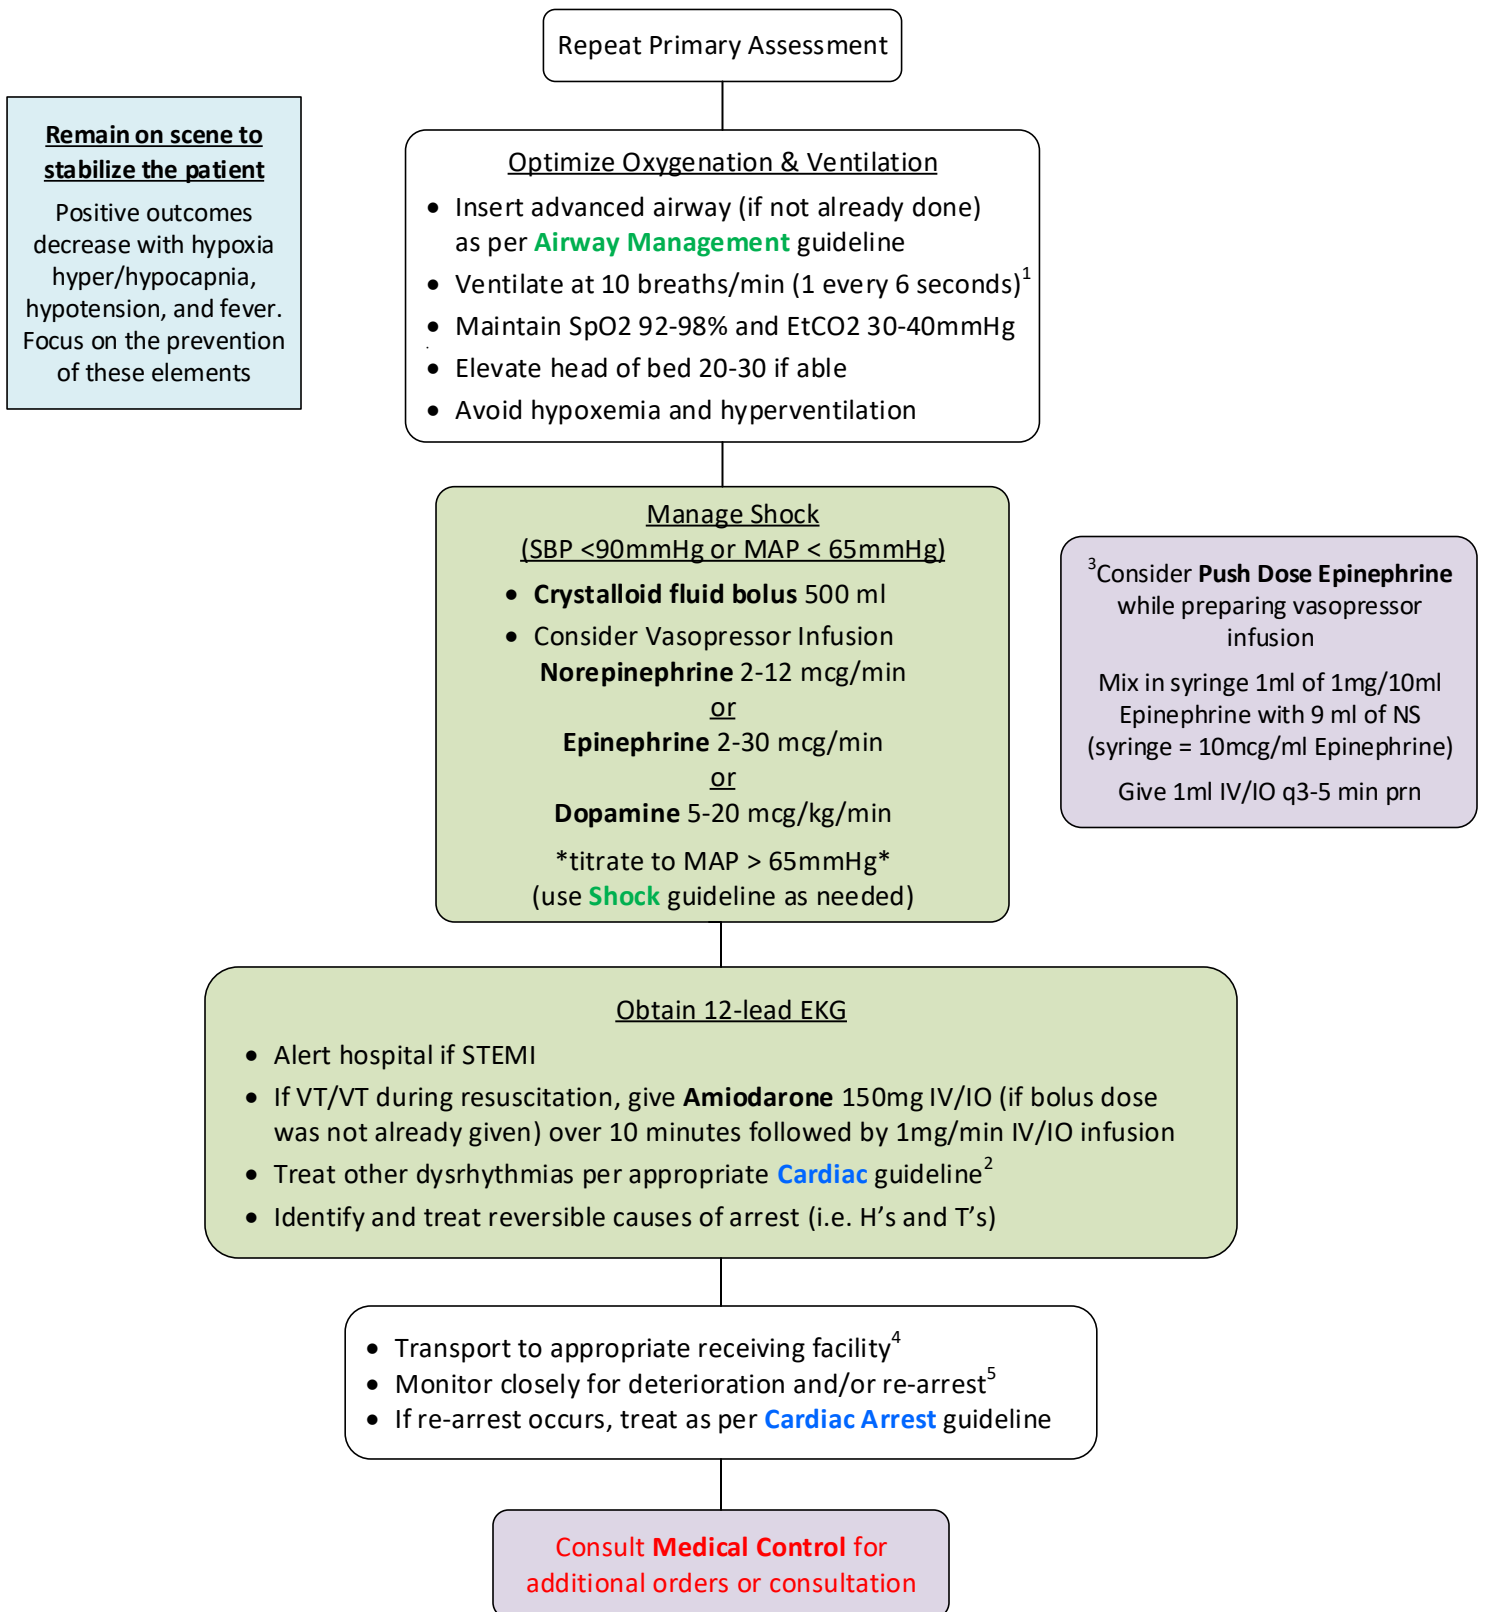 Repeat Primary Assessment
Remain on scene to
stabilize the patient
Positive outcomes
decrease with hypoxia
hyper/hypocapnia,
hypotension, and fever.
Focus on the prevention
of these elements
Optimize Oxygenation & Ventilation
• Insert advanced airway (if not already done)
as per Airway Management guideline
• Ventilate at 10 breaths/min (1 every 6 seconds)1
• Maintain SpO2 92-98% and EtCO2 30-40mmHg
• Elevate head of bed 20-30 if able
• Avoid hypoxemia and hyperventilation
Manage Shock
(SBP <90mmHg or MAP < 65mmHg)
• Crystalloid fluid bolus 500 ml
• Consider Vasopressor Infusion
Norepinephrine 2-12 mcg/min
or
Epinephrine 2-30 mcg/min
or
Dopamine 5-20 mcg/kg/min
*titrate to MAP > 65mmHg*
(use Shock guideline as needed)
3Consider Push Dose Epinephrine
while preparing vasopressor
infusion
Mix in syringe 1ml of 1mg/10ml
Epinephrine with 9 ml of NS
(syringe = 10mcg/ml Epinephrine)
Give 1ml IV/IO q3-5 min prn
Obtain 12-lead EKG
• Alert hospital if STEMI
• If VT/VT during resuscitation, give Amiodarone 150mg IV/IO (if bolus dose
was not already given) over 10 minutes followed by 1mg/min IV/IO infusion
• Treat other dysrhythmias per appropriate Cardiac guideline2
• Identify and treat reversible causes of arrest (i.e. H's and T's)
• Transport to appropriate receiving facility4
• Monitor closely for deterioration and/or re-arrest5
• If re-arrest occurs, treat as per Cardiac Arrest guideline
Consult Medical Control for
additional orders or consultation